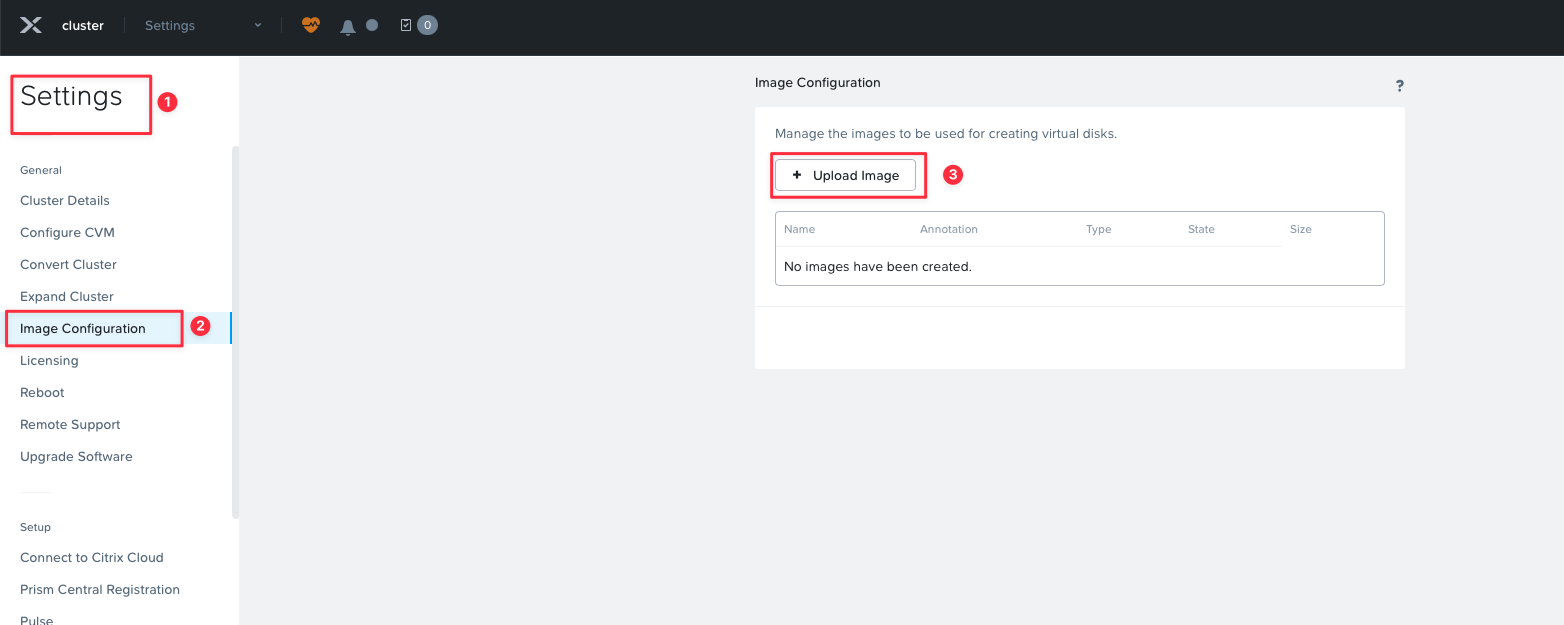 cluster Settings 0
Settings 1
General
Cluster Details
Configure CVM
Convert Cluster
Expand Cluster
Image Configuration 2
Licensing
Reboot
Remote Support
Upgrade Software
Setup
Connect to Citrix Cloud
Prism Central Registration
Pulse
Image Configuration ?
Manage the images to be used for creating virtual disks.
+ Upload Image 3
Name Annotation Type State Size
No images have been created.